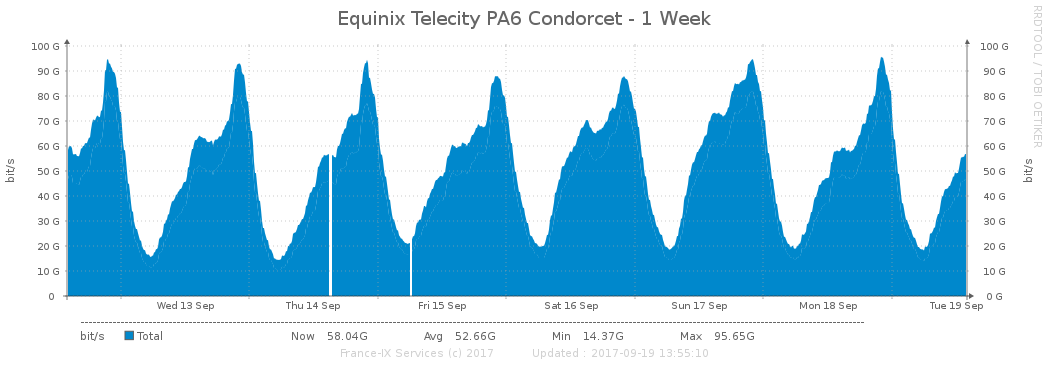 Equinix Telecity PA6 Condorcet - 1 Week
RRDTOOL / TOBI OETIKER
100 G 100 G
90 G 90 G
80 G 80 G
70 G 70 G
60 G 60 G
50 G 50 G
40 G 40 G
30 G 30 G
20 G 20 G
10 G 10 G
0 0 G
bit/s bit/s
Wed 13 Sep Thu 14 Sep Fri 15 Sep Sat 16 Sep Sun 17 Sep Mon 18 Sep Tue 19 Sep
bit/s Total Now 58.04G Avg 52.66G Min 14.37G Max 95.65G
France-IX Services (c) 2017 Updated : 2017-09-19 13:55:10